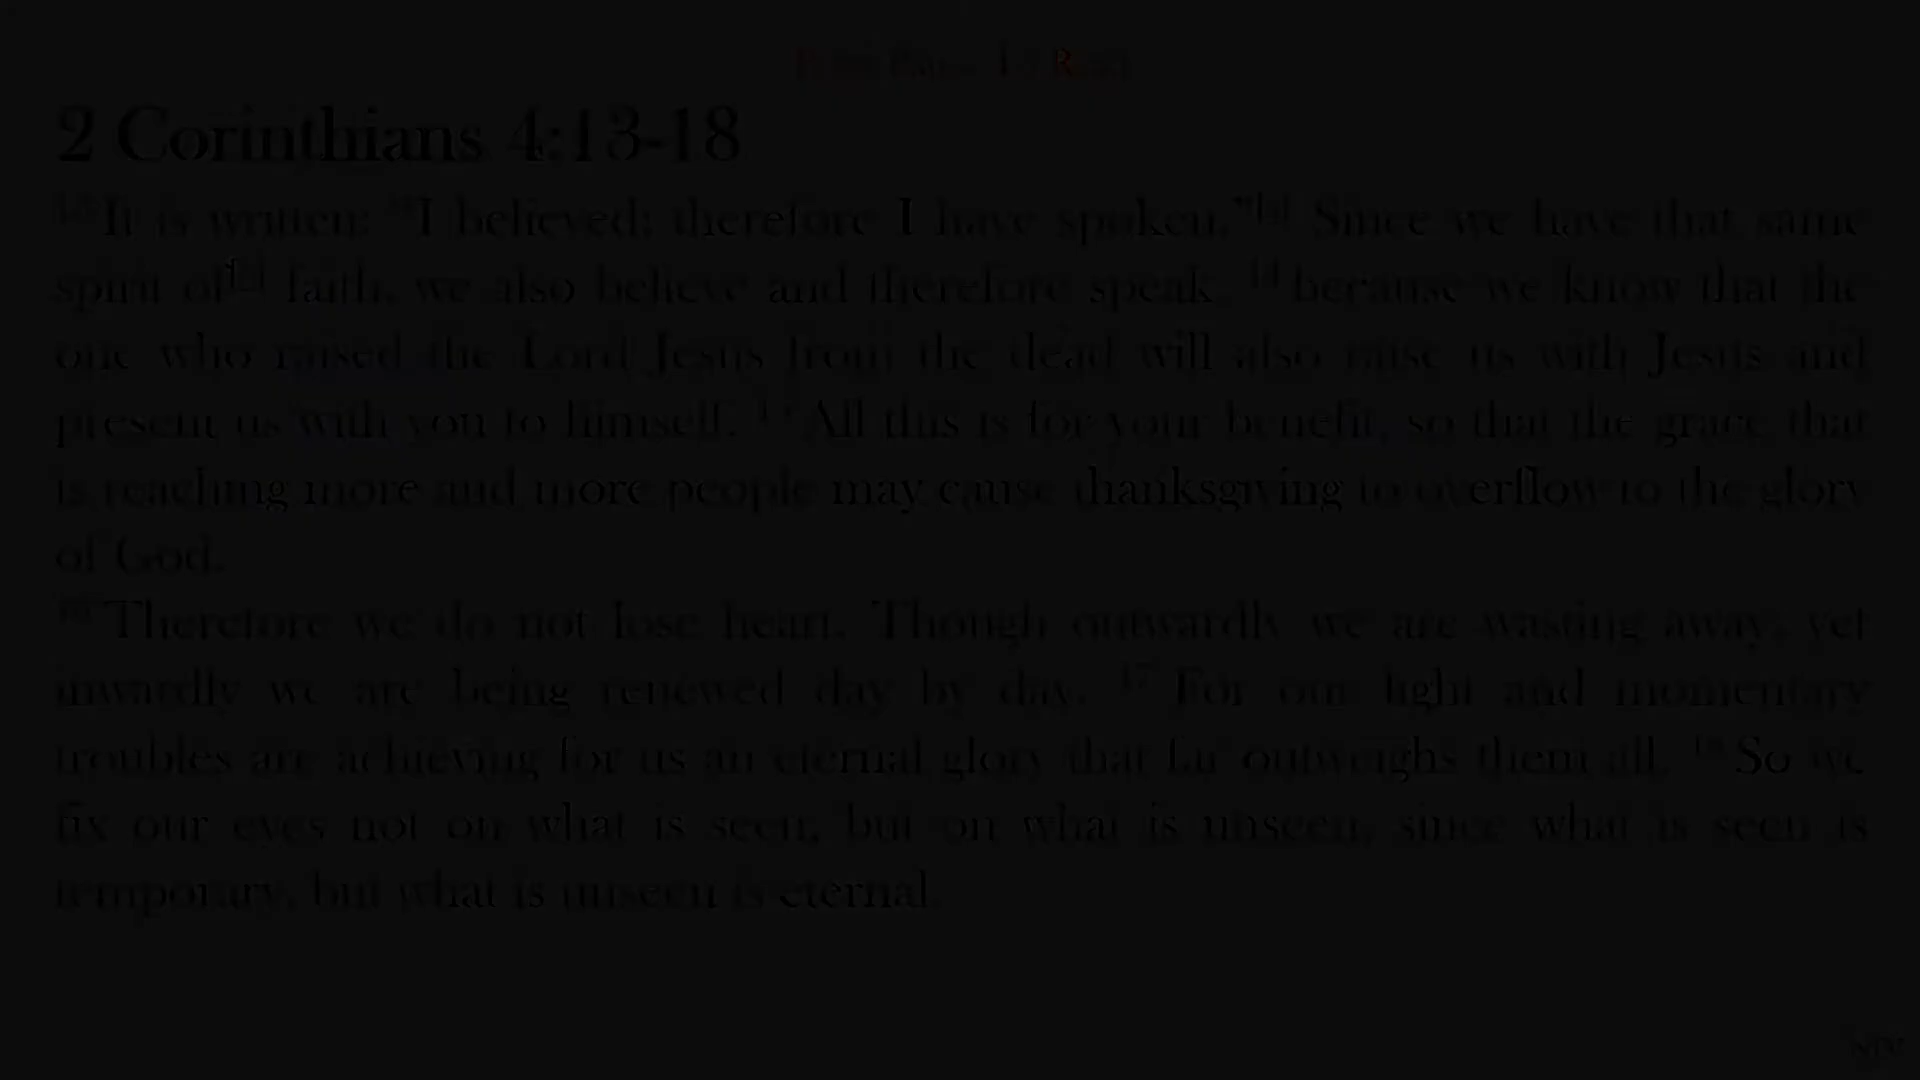 2 Corinthians 4:13-18
13 It is written: "I believed; therefore I have spoken."[b] Since we have that same
spirit of[c] faith, we also believe and therefore speak, 14 because we know that the
one who raised the Lord Jesus from the dead will also raise us with Jesus and
present us with you to himself. 15 All this is for your benefit, so that the grace that
is reaching more and more people may cause thanksgiving to overflow to the glory
of God.
16 Therefore we do not lose heart. Though outwardly we are wasting away, yet
inwardly we are being renewed day by day. 17 For our light and momentary
troubles are achieving for us an eternal glory that far outweighs them all. 18 So we
fix our eyes not on what is seen, but on what is unseen, since what is seen is
temporary, but what is unseen is eternal.